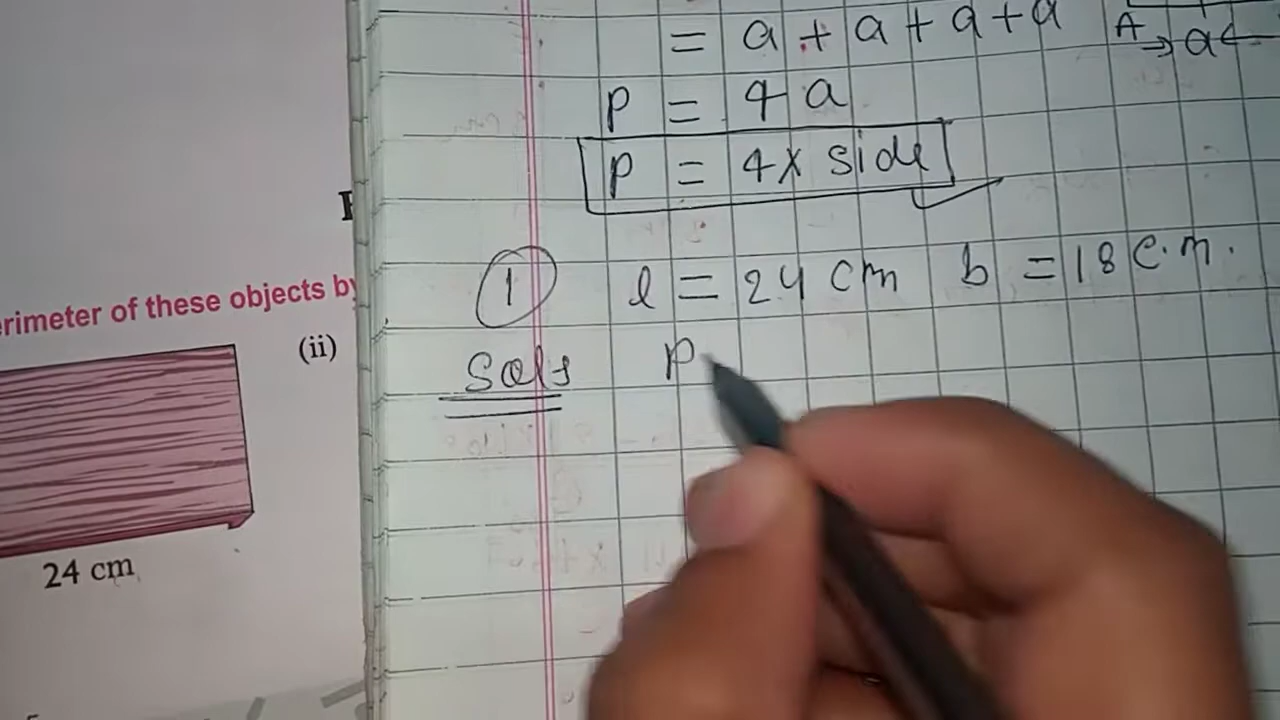 = a + a + a + a
A → a ←
P = 4 a
P = 4 x side
erimeter of these objects by
(ii)
24 cm
① l = 24 cm b = 18 c.m.
Sol:
P